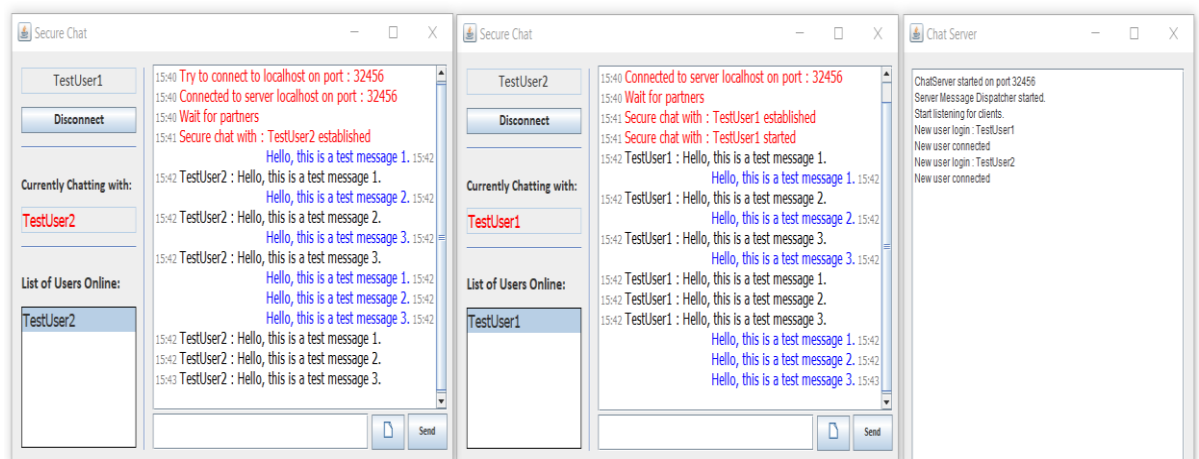 Secure Chat
TestUser1
Disconnect
Currently Chatting with:
TestUser2
List of Users Online:
TestUser2
15:40 Try to connect to localhost on port : 32456
15:40 Connected to server localhost on port : 32456
15:40 Wait for partners
15:41 Secure chat with : TestUser2 established
Hello, this is a test message 1. 15:42
15:42 TestUser2 : Hello, this is a test message 1.
Hello, this is a test message 2. 15:42
15:42 TestUser2 : Hello, this is a test message 2.
Hello, this is a test message 3. 15:42
15:42 TestUser2 : Hello, this is a test message 3.
Hello, this is a test message 1. 15:42
Hello, this is a test message 2. 15:42
Hello, this is a test message 3. 15:42
15:42 TestUser2 : Hello, this is a test message 1.
15:42 TestUser2 : Hello, this is a test message 2.
15:43 TestUser2 : Hello, this is a test message 3.
Send
Secure Chat
TestUser2
Disconnect
Currently Chatting with:
TestUser1
List of Users Online:
TestUser1
15:40 Connected to server localhost on port : 32456
15:40 Wait for partners
15:41 Secure chat with : TestUser1 established
15:41 Secure chat with : TestUser1 started
15:42 TestUser1 : Hello, this is a test message 1.
Hello, this is a test message 1. 15:42
15:42 TestUser1 : Hello, this is a test message 2.
Hello, this is a test message 2. 15:42
15:42 TestUser1 : Hello, this is a test message 3.
Hello, this is a test message 3. 15:42
15:42 TestUser1 : Hello, this is a test message 1.
15:42 TestUser1 : Hello, this is a test message 2.
15:42 TestUser1 : Hello, this is a test message 3.
Hello, this is a test message 1. 15:42
Hello, this is a test message 2. 15:42
Hello, this is a test message 3. 15:43
Send
Chat Server
ChatServer started on port 32456
Server Message Dispatcher started.
Start listening for clients.
New user login : TestUser1
New user connected
New user login : TestUser2
New user connected